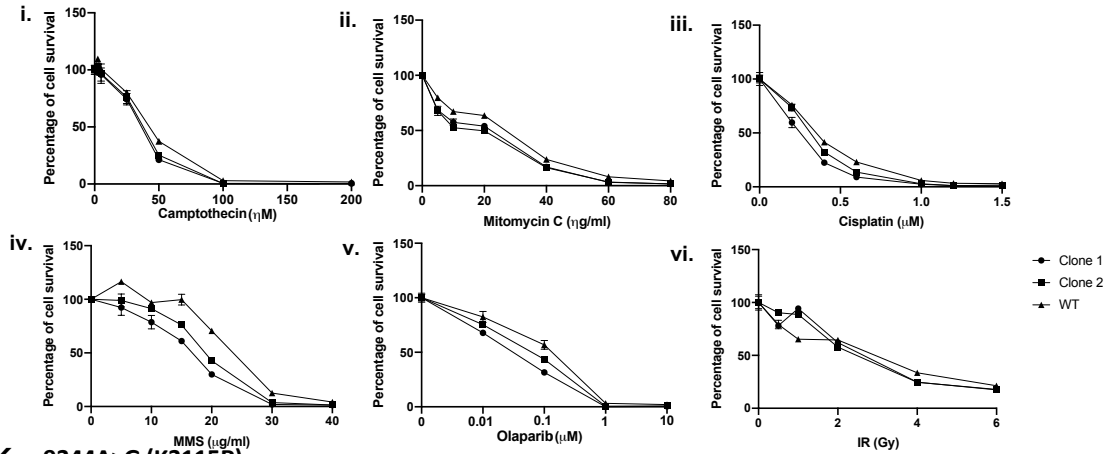 i.
Percentage of cell survival
150
100
50
0
0 50 100 150 200
Camptothecin(ηM)
ii.
Percentage of cell survival
150
100
50
0
0 20 40 60 80
Mitomycin C (ηg/ml)
iii.
Percentage of cell survival
150
100
50
0
0.0 0.5 1.0 1.5
Cisplatin (μM)
iv.
Percentage of cell survival
150
100
50
0
0 10 20 30 40
MMS (μg/ml)
v.
Percentage of cell survival
150
100
50
0
0 0.01 0.1 1 10
Olaparib(μM)
vi.
Percentage of cell survival
150
100
50
0
0 2 4 6
IR (Gy)
Clone 1
Clone 2
WT